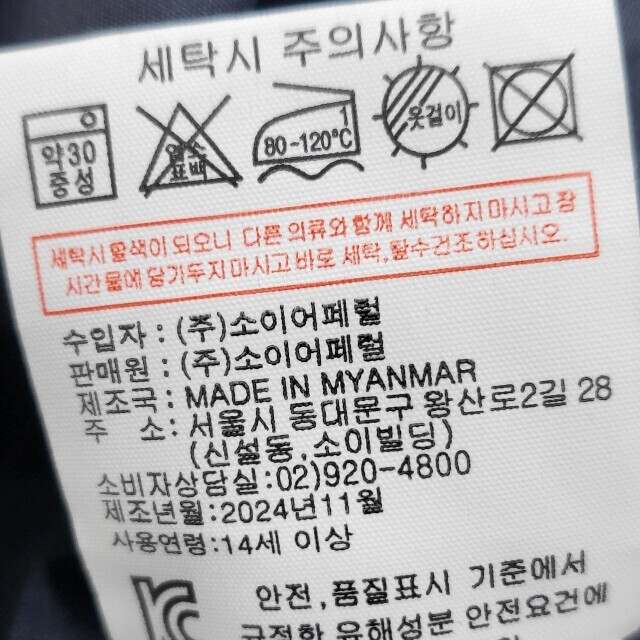 세탁시 주의사항
약30
중성
염소
표백
1
80~120°C
옷걸이
세탁시 탈색이 되오니 다른 의류와 함께 세탁하지 마시고 장
시간 물에 담기두지 마시고 바로 세탁, 탈수건조하십시오.
수입자 : (주)소이어패럴
판매원 : (주)소이어패럴
제조국 : MADE IN MYANMAR
주 소 : 서울시 동대문구 왕산로2길 28
(신설동, 소이빌딩)
소비자상담실:02)920-4800
제조년월:2024년11월
사용연령:14세 이상
안전,품질표시 기준에서
규정한 유해성분 안전요건에